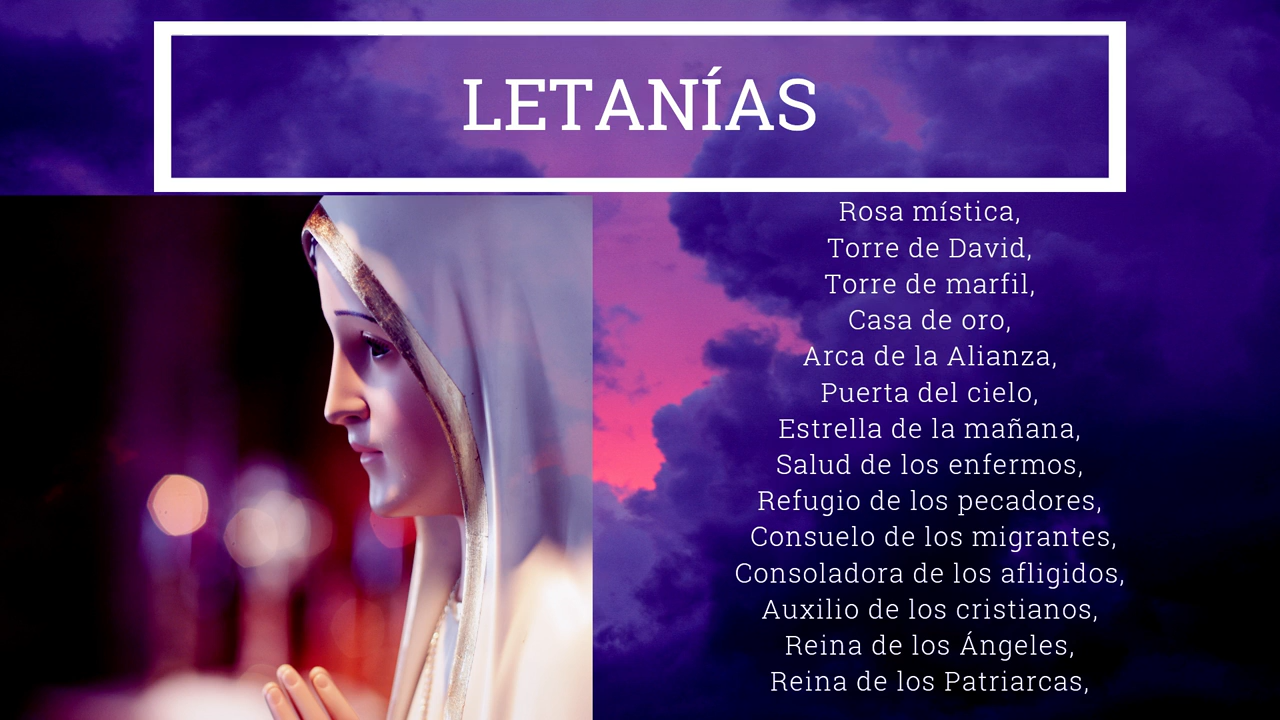 LETANÍAS
Rosa mística,
Torre de David,
Torre de marfil,
Casa de oro,
Arca de la Alianza,
Puerta del cielo,
Estrella de la mañana,
Salud de los enfermos,
Refugio de los pecadores,
Consuelo de los migrantes,
Consoladora de los afligidos,
Auxilio de los cristianos,
Reina de los Ángeles,
Reina de los Patriarcas,